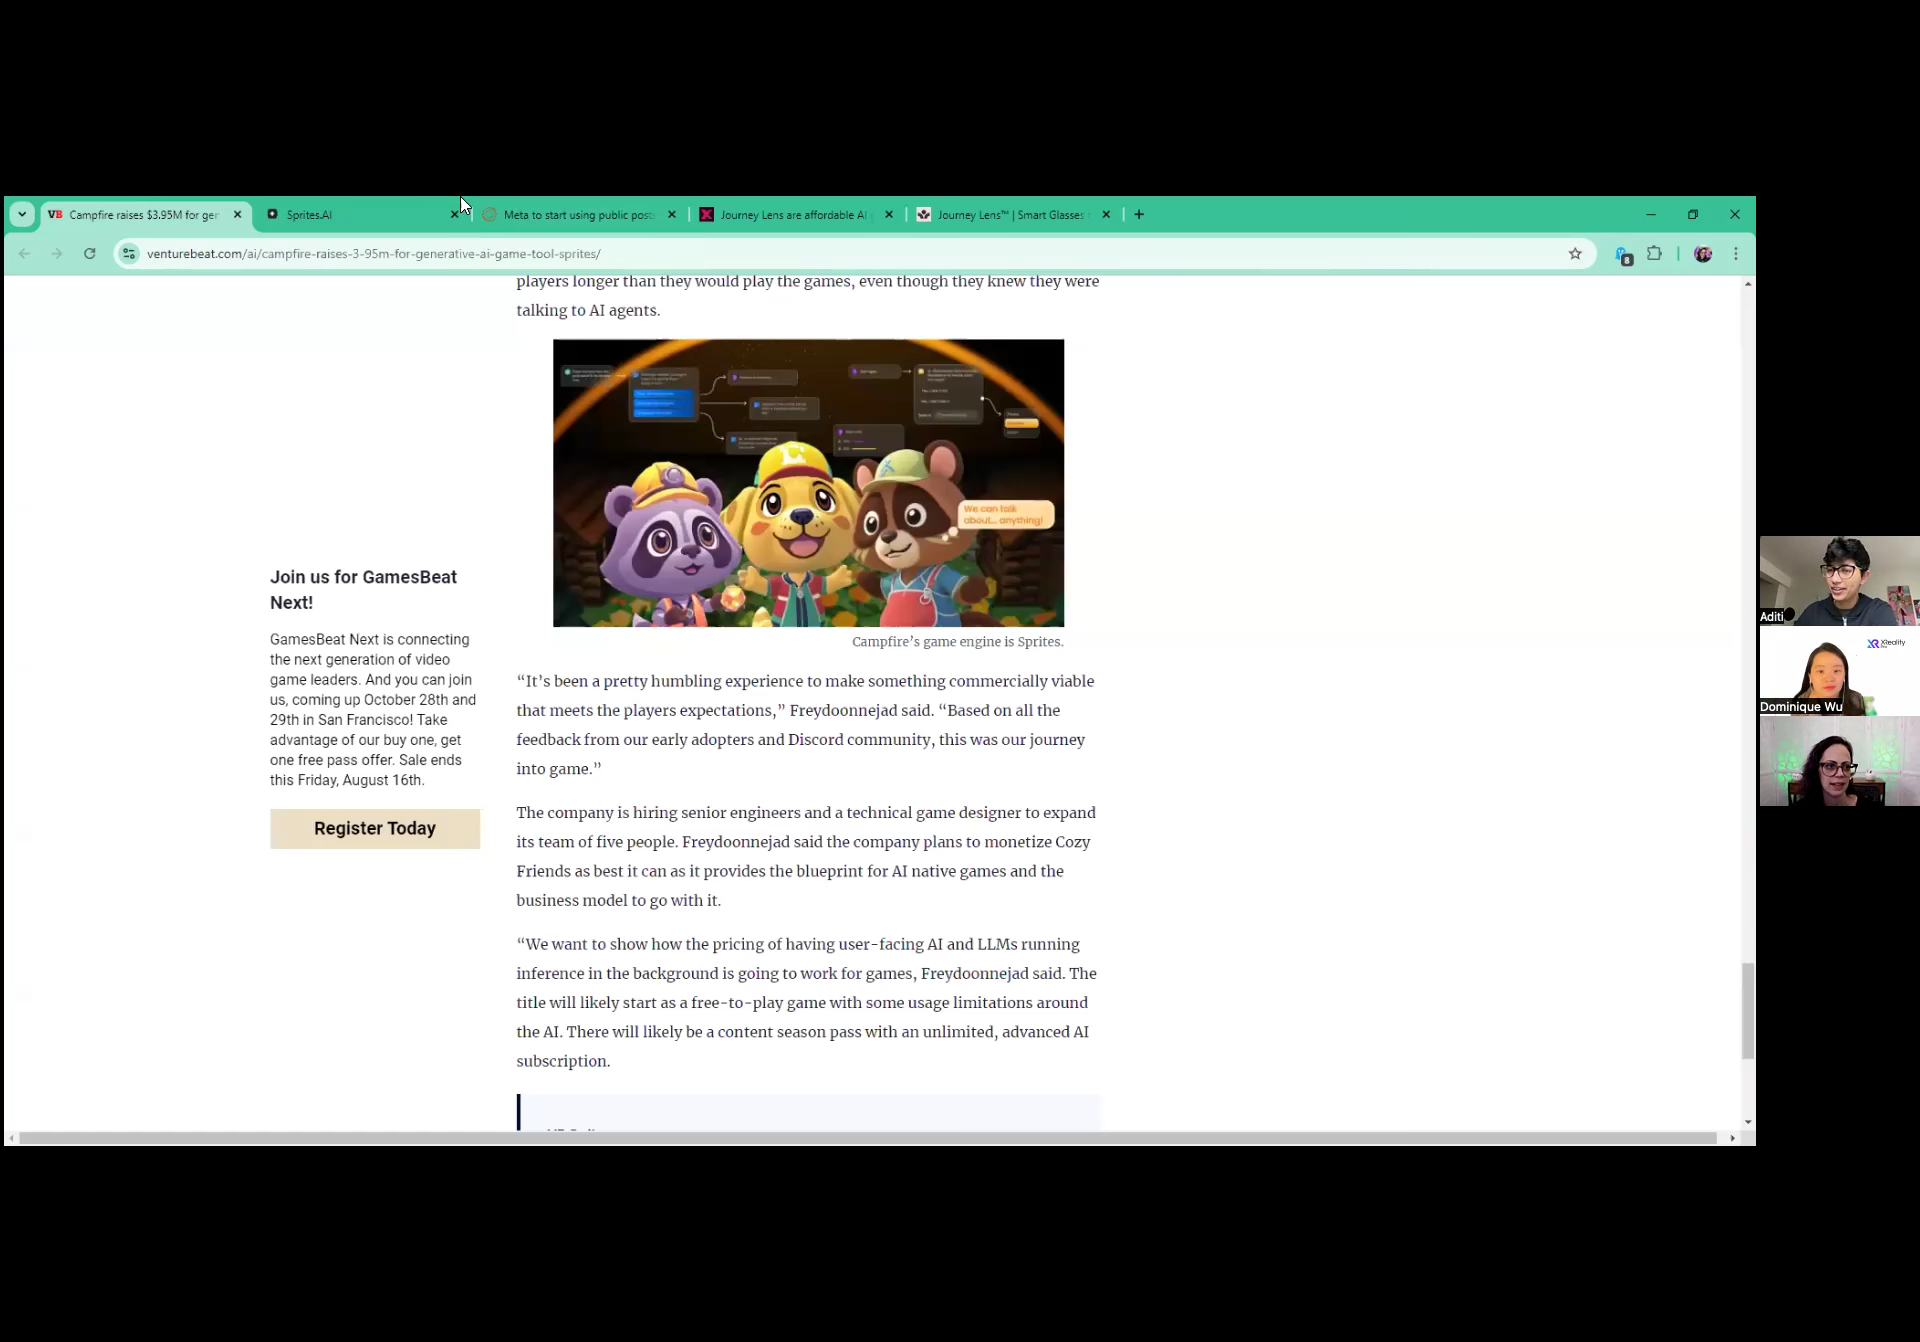 VB Campfire raises $3.95M for gen
Sprites.AI
Meta to start using public posts
Journey Lens are affordable AI
Journey Lens™ | Smart Glasses
venturebeat.com/ai/campfire-raises-3-95m-for-generative-ai-game-tool-sprites/
8
players longer than they would play the games, even though they knew they were
talking to AI agents.
We can talk
about... anything!
Campfire’s game engine is Sprites.
Join us for GamesBeat
Next!
GamesBeat Next is connecting
the next generation of video
game leaders. And you can join
us, coming up October 28th and
29th in San Francisco! Take
advantage of our buy one, get
one free pass offer. Sale ends
this Friday, August 16th.
Register Today
“It’s been a pretty humbling experience to make something commercially viable
that meets the players expectations,” Freydoonnejad said. “Based on all the
feedback from our early adopters and Discord community, this was our journey
into game.”
The company is hiring senior engineers and a technical game designer to expand
its team of five people. Freydoonnejad said the company plans to monetize Cozy
Friends as best it can as it provides the blueprint for AI native games and the
business model to go with it.
“We want to show how the pricing of having user-facing AI and LLMs running
inference in the background is going to work for games, Freydoonnejad said. The
title will likely start as a free-to-play game with some usage limitations around
the AI. There will likely be a content season pass with an unlimited, advanced AI
subscription.
Aditi
XReality
Dominique Wu